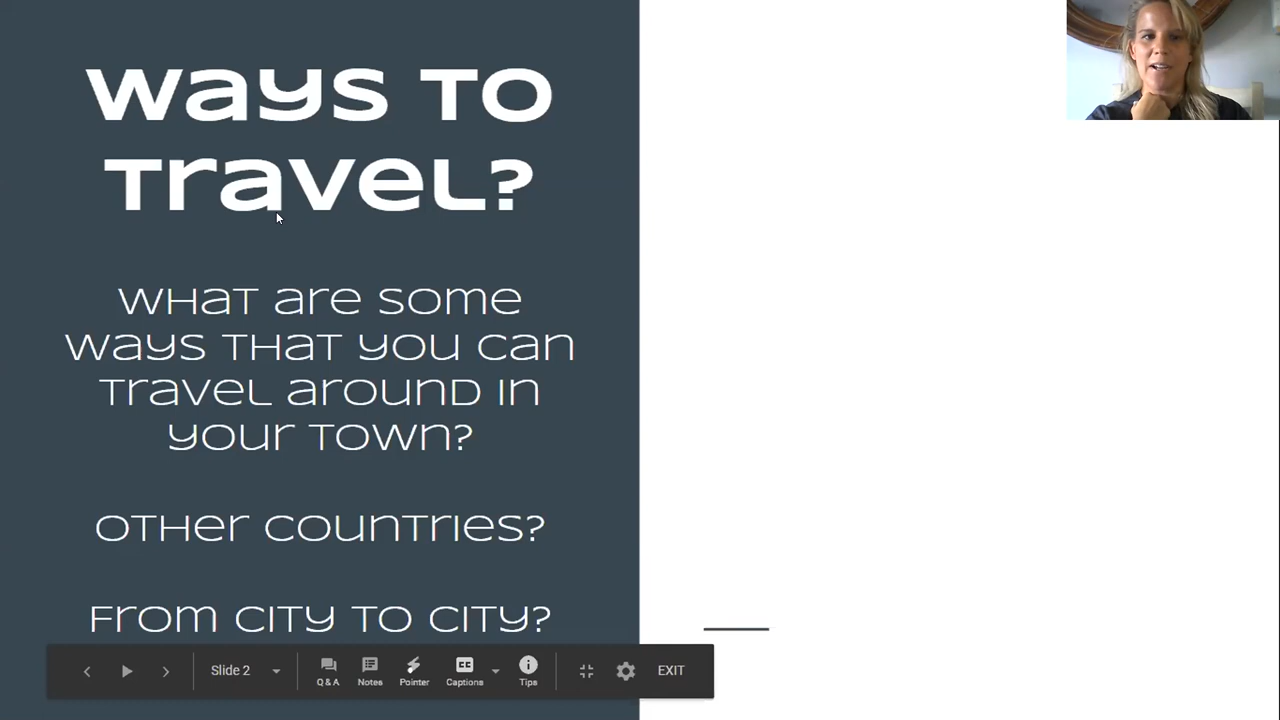 Ways to
Travel?
What are some
ways that you can
travel around in
your town?
Other countries?
From city to city?
Slide 2
Q & A
Notes
Pointer
CC
Captions
Tips
EXIT